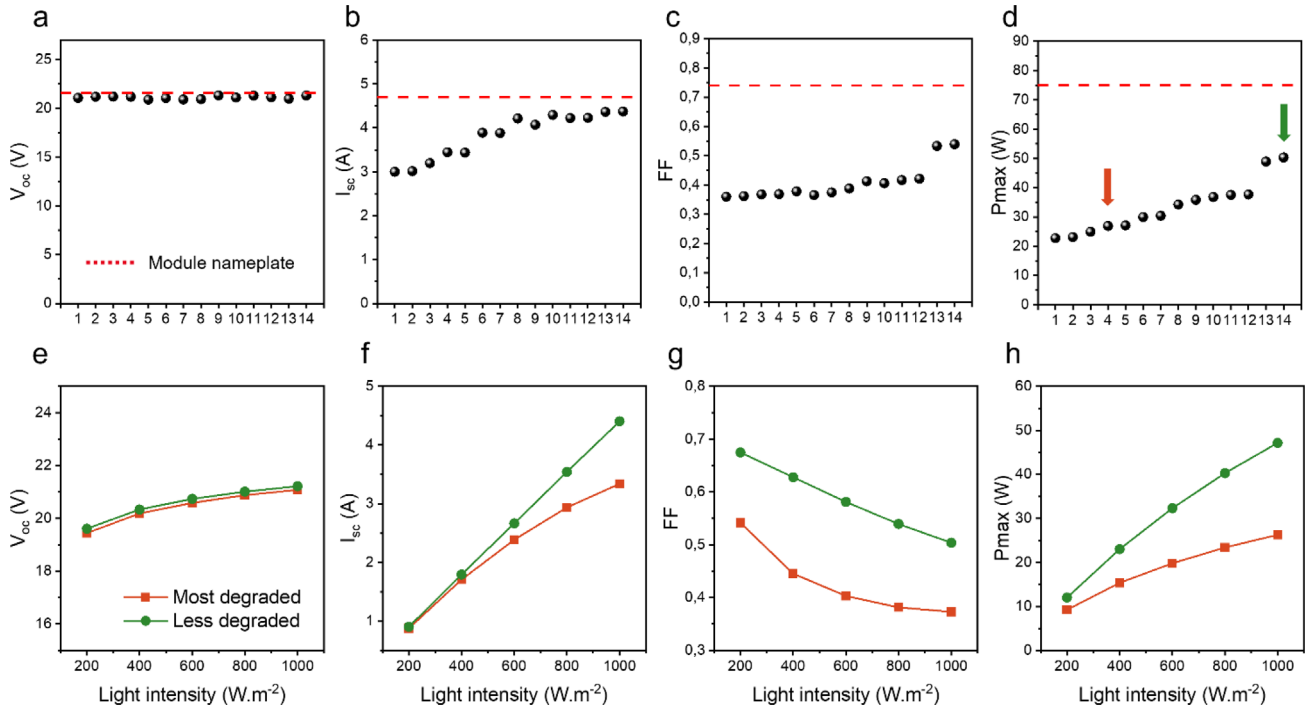 a
V_oc (V)
25
20
15
10
5
0
Module nameplate
1 2 3 4 5 6 7 8 9 10 11 12 13 14
b
I_sc (A)
6
5
4
3
2
1
0
1 2 3 4 5 6 7 8 9 10 11 12 13 14
c
FF
0,9
0,8
0,7
0,6
0,5
0,4
0,3
0,2
0,1
0,0
1 2 3 4 5 6 7 8 9 10 11 12 13 14
d
Pmax (W)
90
80
70
60
50
40
30
20
10
0
1 2 3 4 5 6 7 8 9 10 11 12 13 14
e
V_oc (V)
24
22
20
18
16
Most degraded
Less degraded
200 400 600 800 1000
Light intensity (W.m⁻²)
f
I_sc (A)
5
4
3
2
1
200 400 600 800 1000
Light intensity (W.m⁻²)
g
FF
0,8
0,7
0,6
0,5
0,4
0,3
200 400 600 800 1000
Light intensity (W.m⁻²)
h
Pmax (W)
60
50
40
30
20
10
0
200 400 600 800 1000
Light intensity (W.m⁻²)